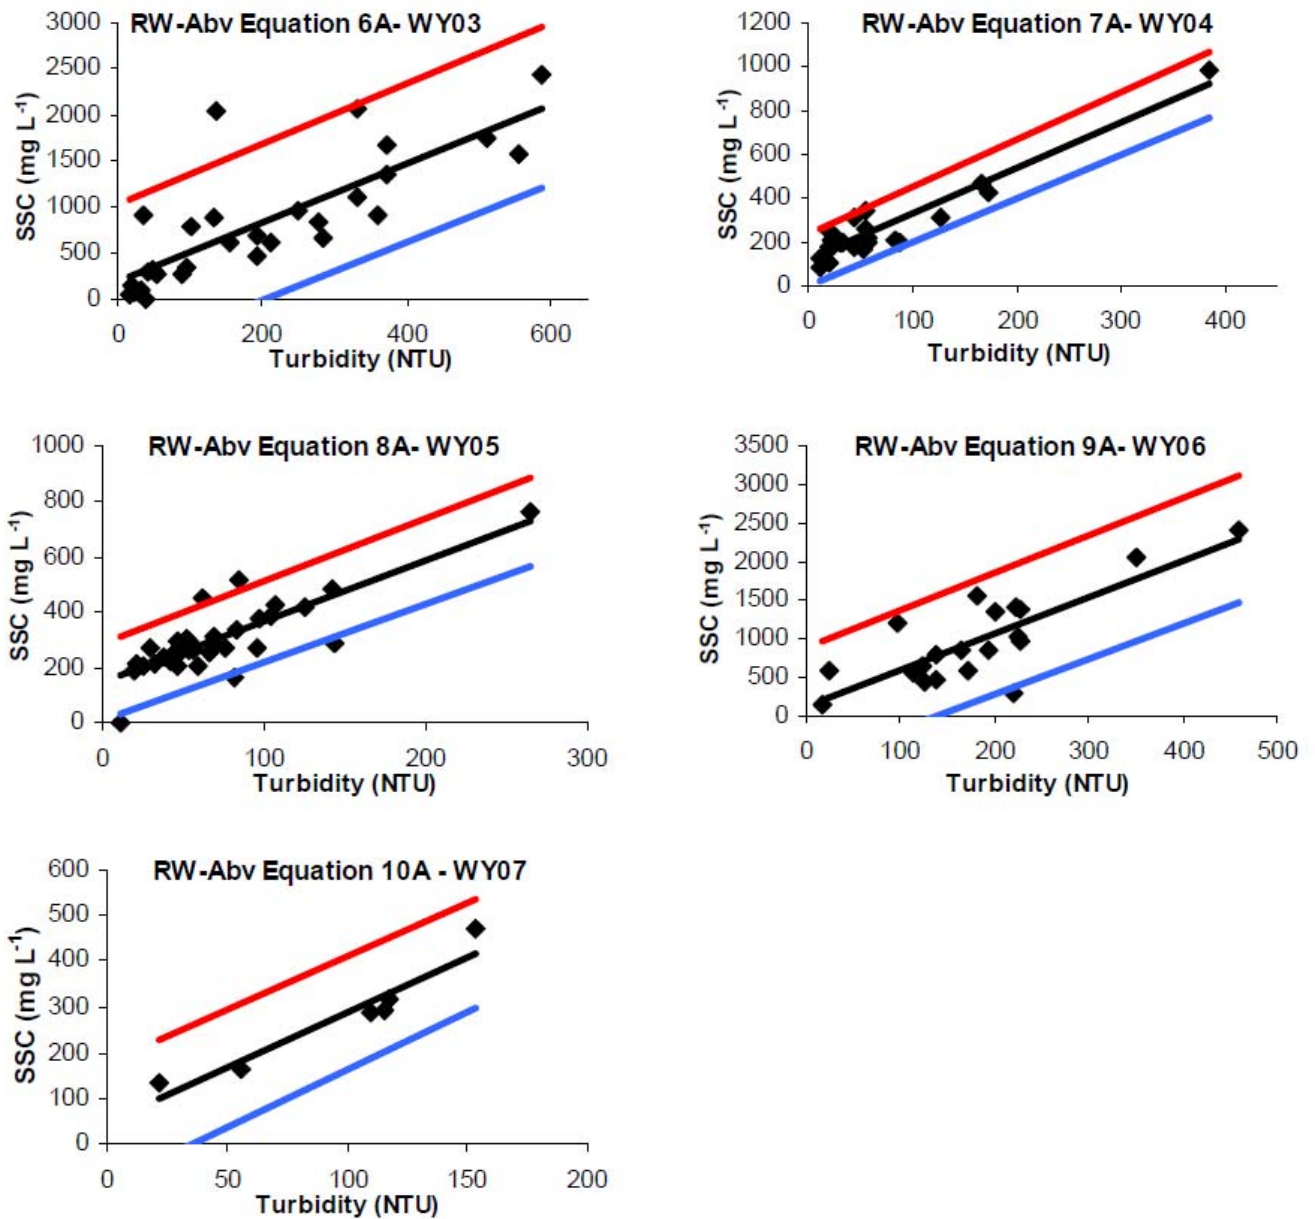 RW-Abv Equation 6A- WY03
3000
2500
2000
1500
1000
500
0
SSC (mg L-1)
0 200 400 600
Turbidity (NTU)
RW-Abv Equation 7A- WY04
1200
1000
800
600
400
200
0
SSC (mg L-1)
0 100 200 300 400
Turbidity (NTU)
RW-Abv Equation 8A- WY05
1000
800
600
400
200
0
SSC (mg L-1)
0 100 200 300
Turbidity (NTU)
RW-Abv Equation 9A- WY06
3500
3000
2500
2000
1500
1000
500
0
SSC (mg L-1)
0 100 200 300 400 500
Turbidity (NTU)
RW-Abv Equation 10A - WY07
600
500
400
300
200
100
0
SSC (mg L-1)
0 50 100 150 200
Turbidity (NTU)